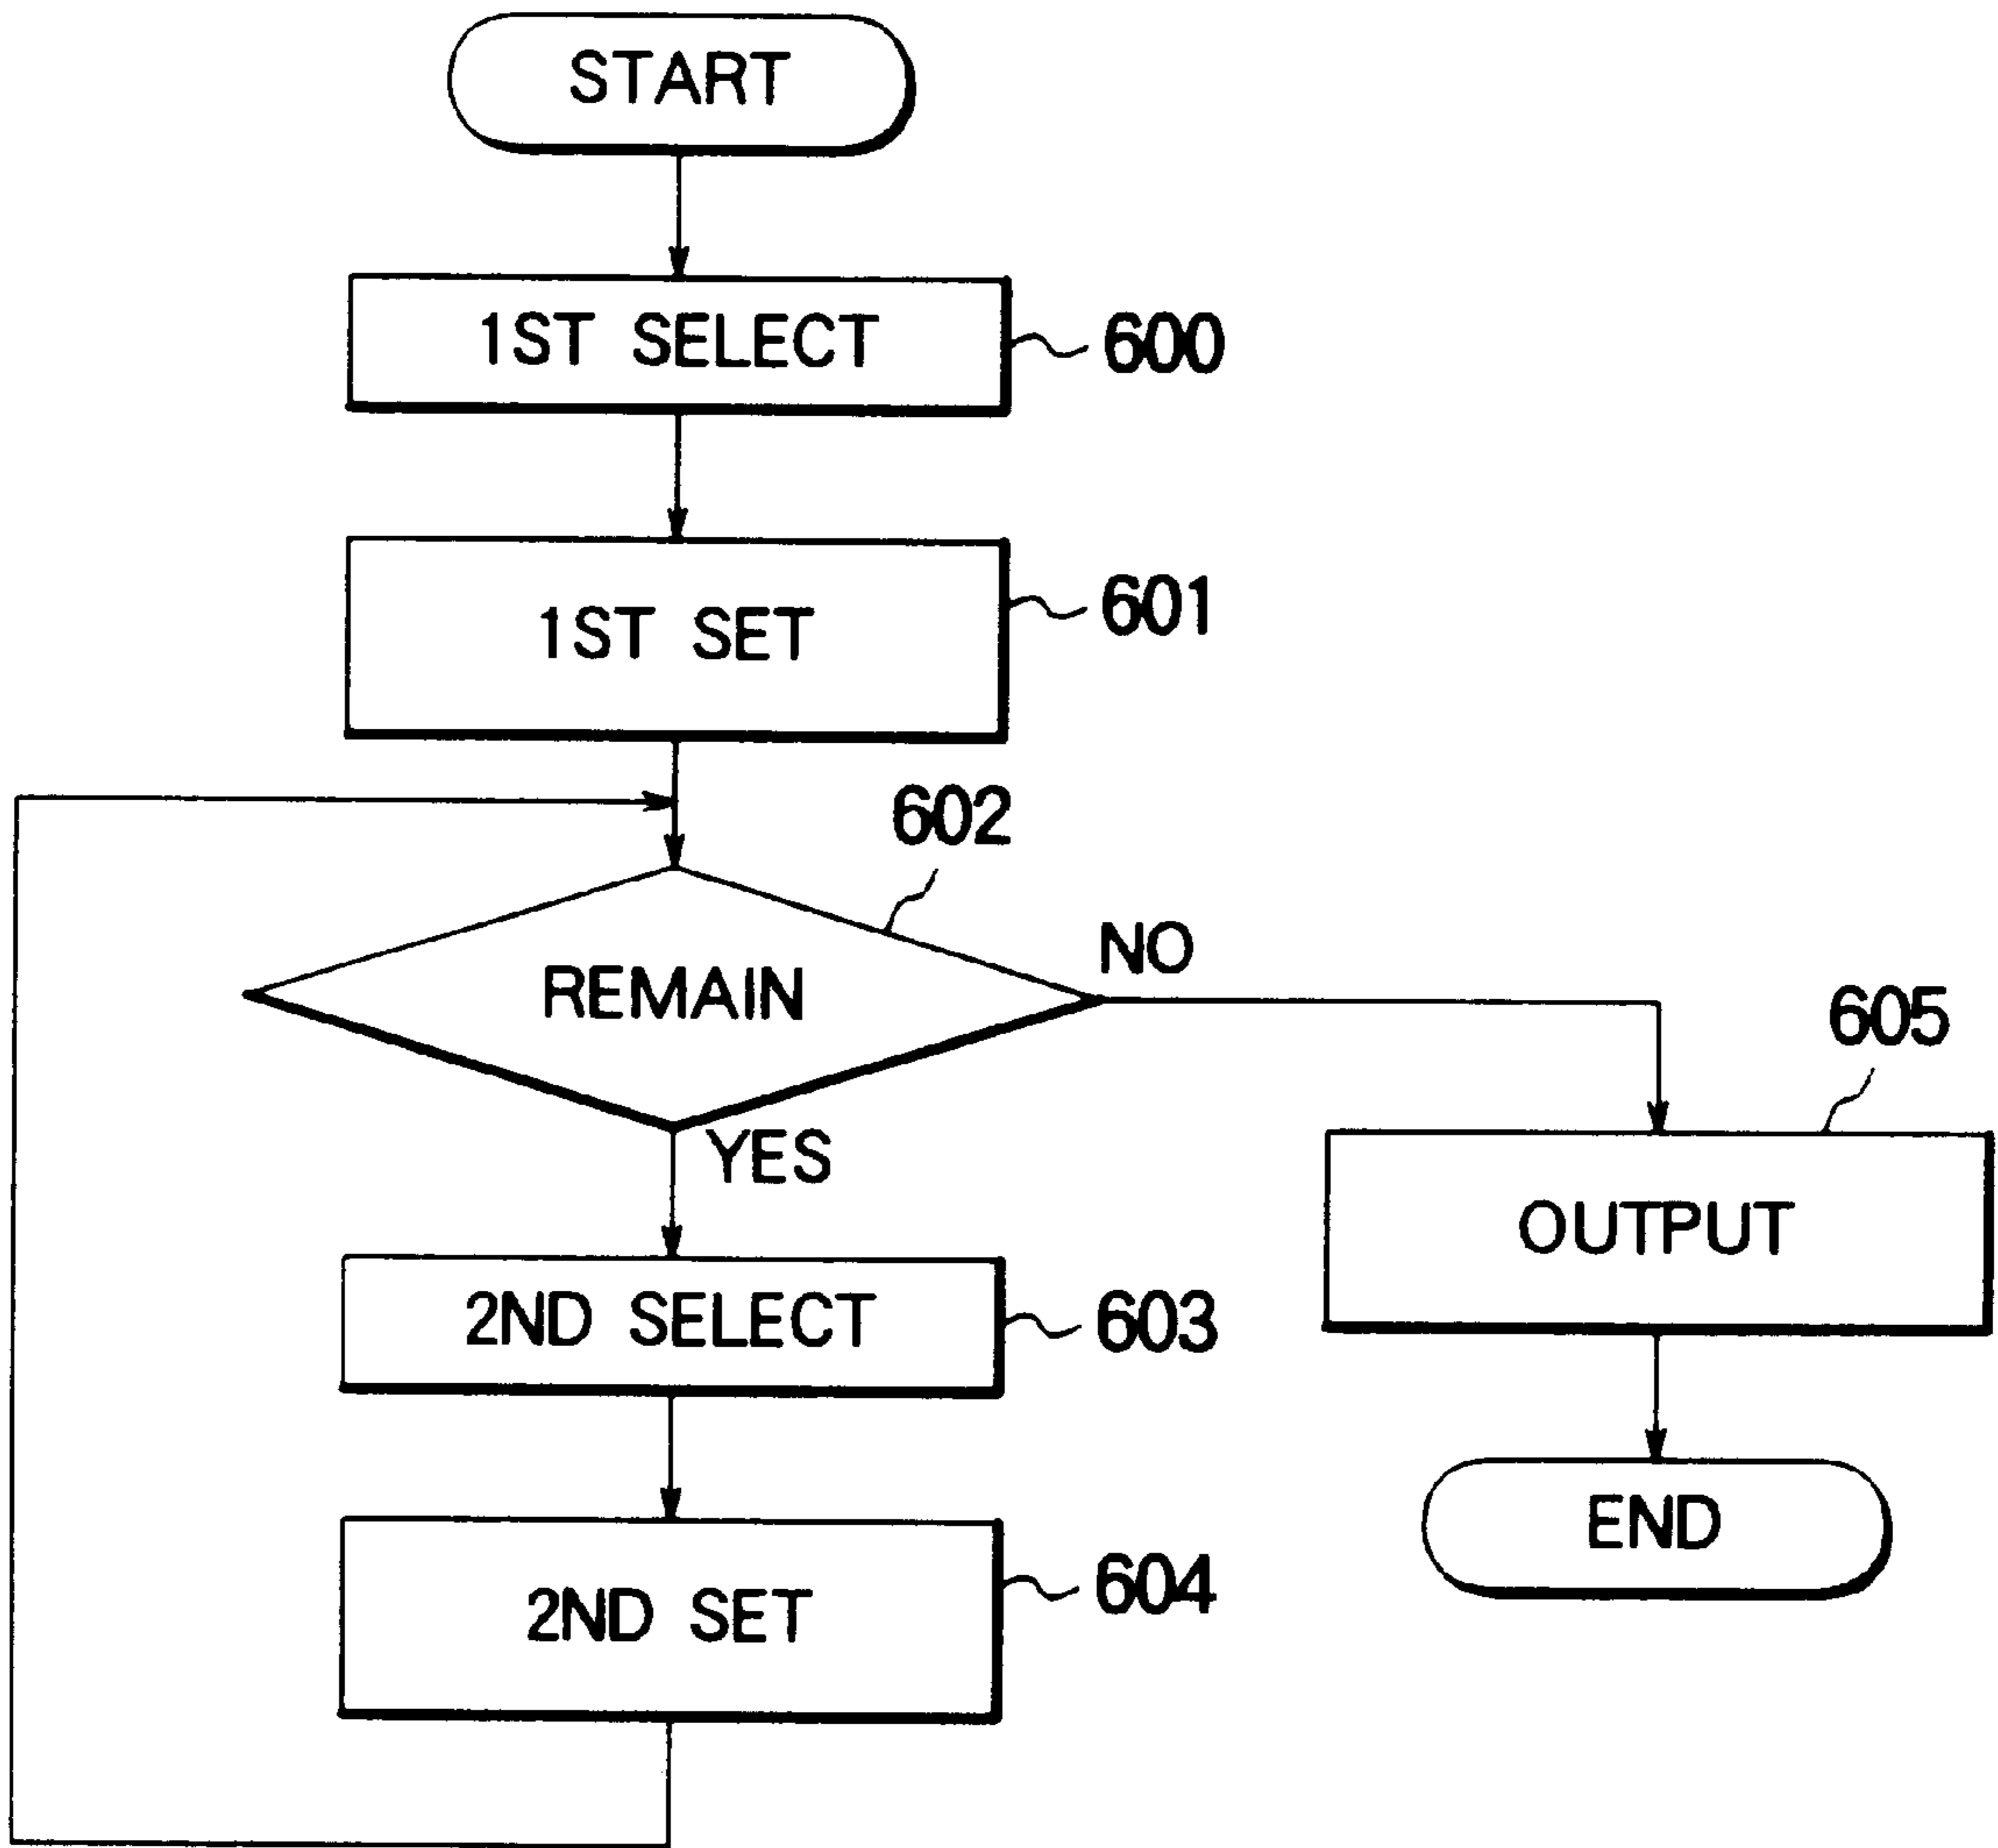 START
1ST SELECT
600
1ST SET
601
602
REMAIN
NO
YES
605
OUTPUT
2ND SELECT
603
END
2ND SET
604